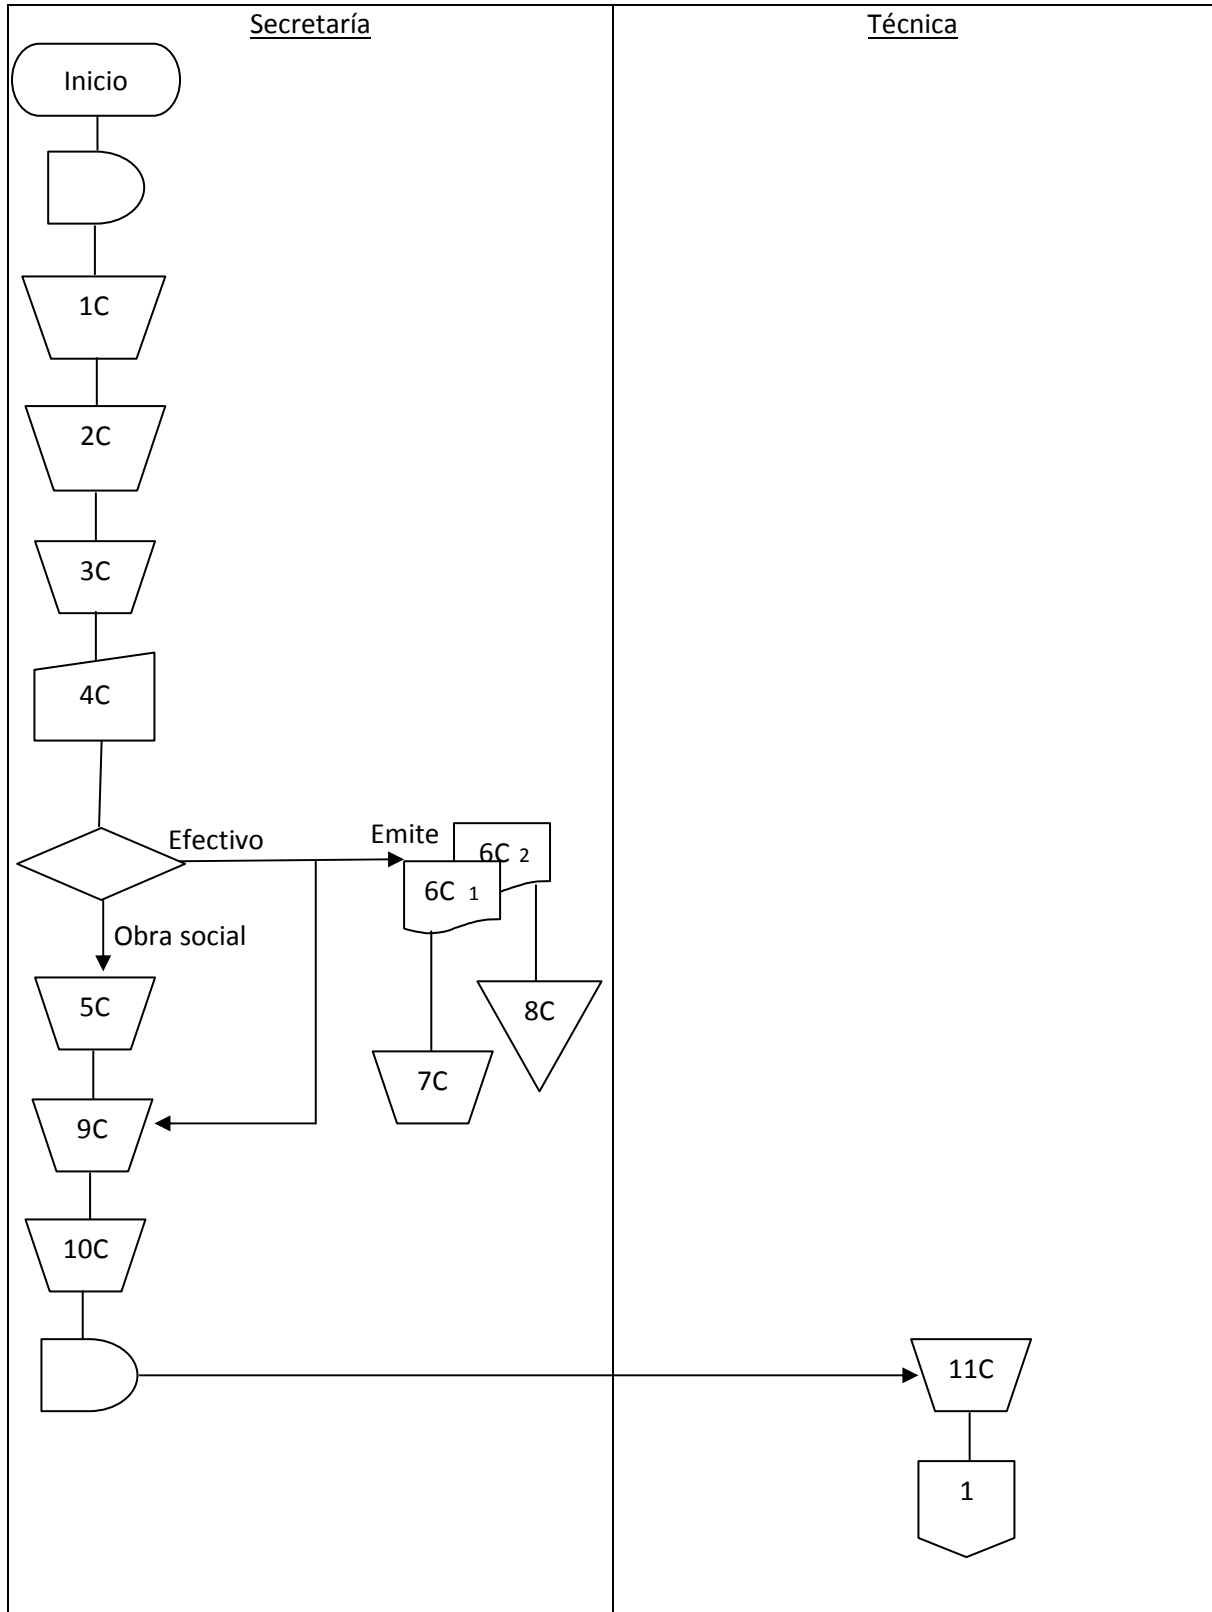 Secretaría
Técnica
Inicio
1C
2C
3C
4C
Efectivo
Emite
6C 2
6C 1
Obra social
5C
8C
7C
9C
10C
11C
1